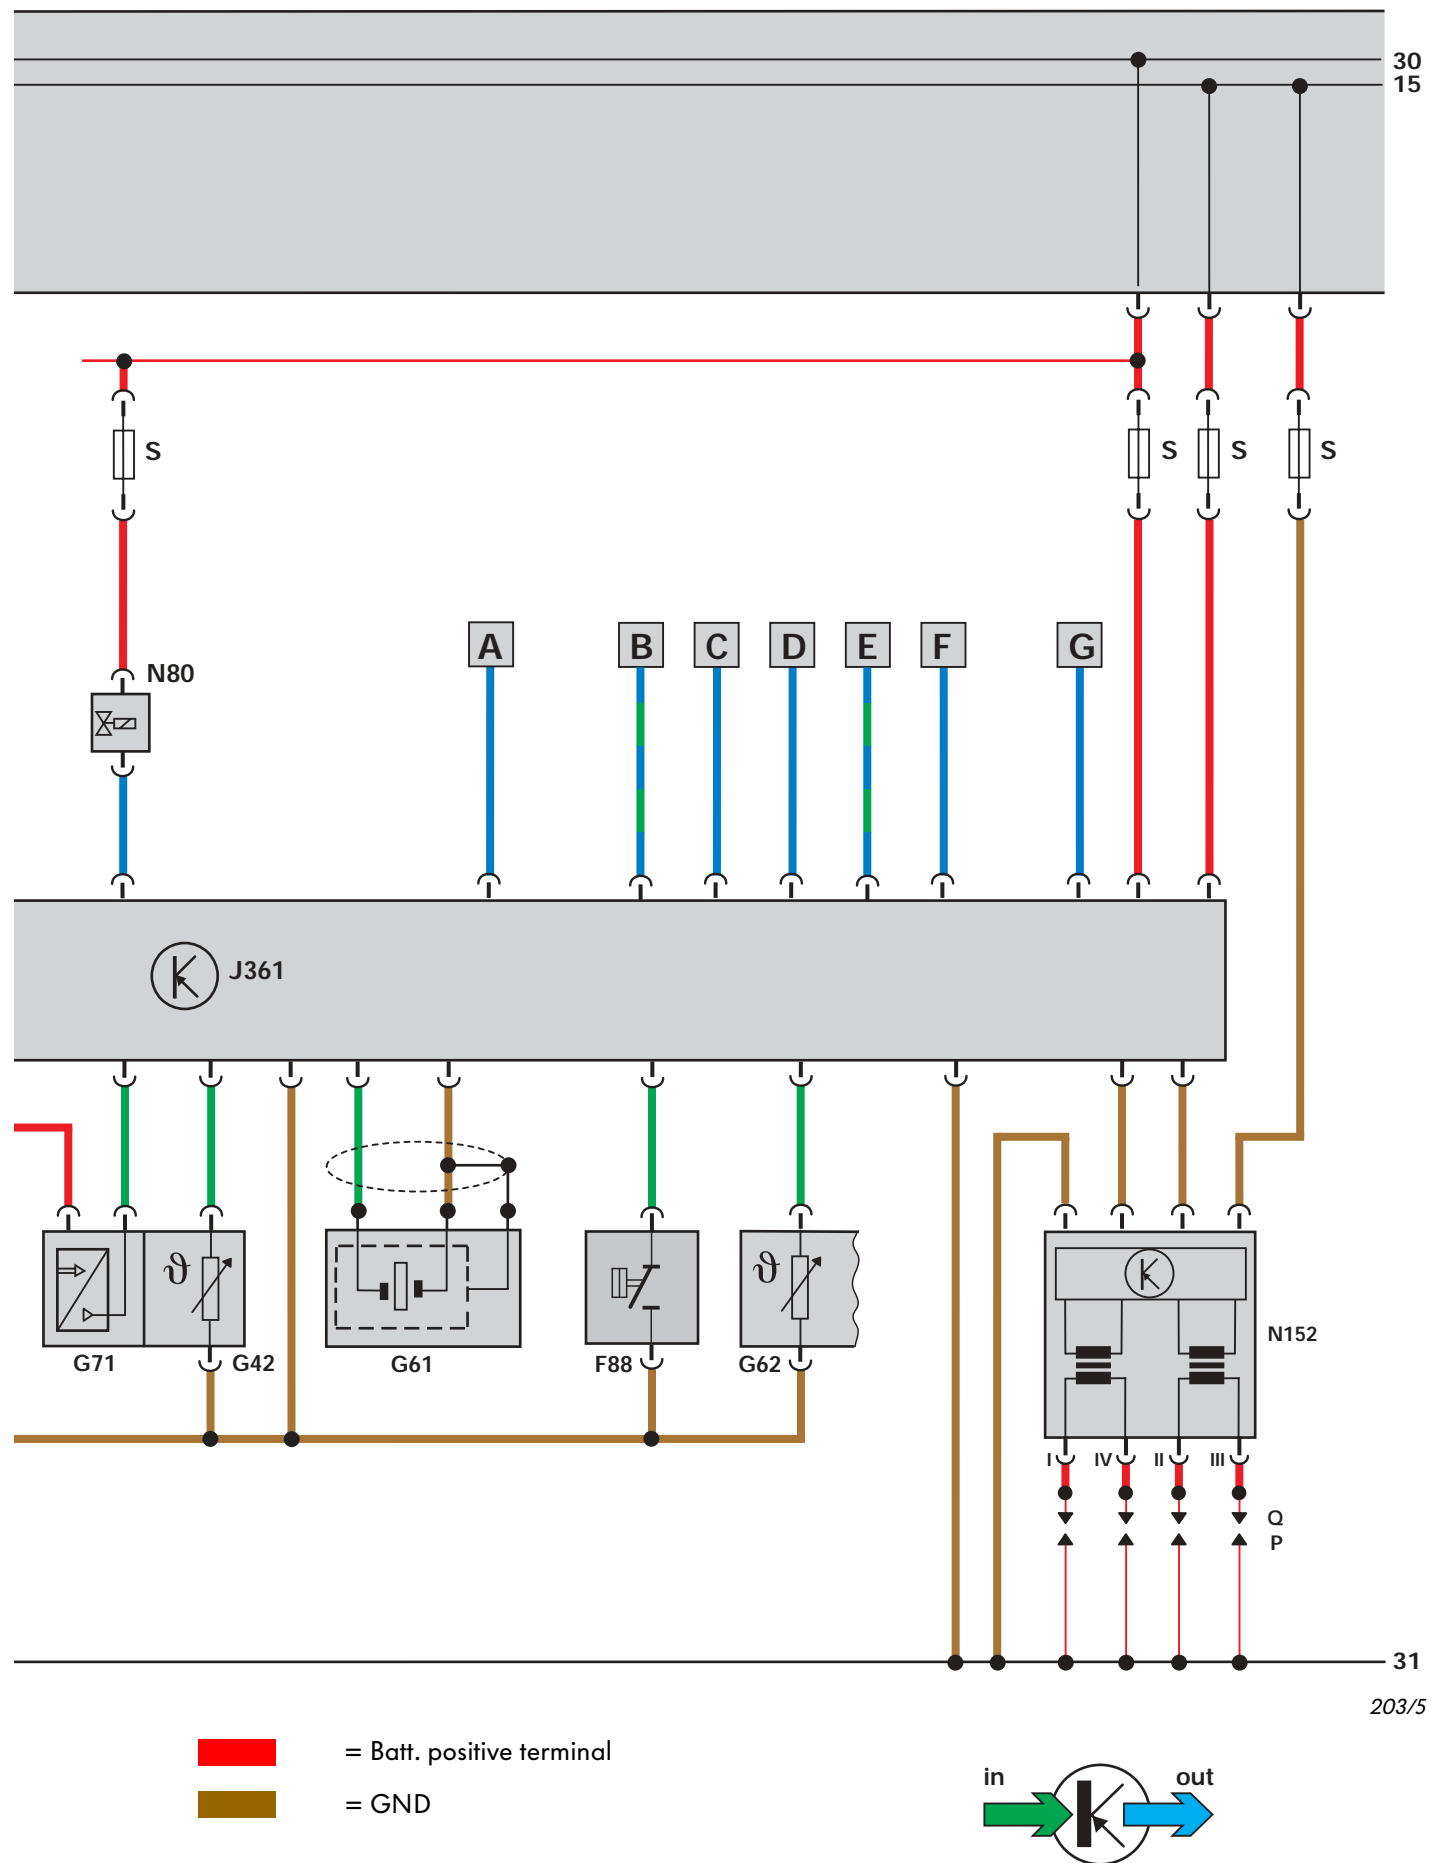 30
15
S
S
S
S
N80
A
B
C
D
E
F
G
J361
ϑ
ϑ
G71
G42
G61
F88
G62
N152
I
IV
II
III
Q
P
31
203/5
= Batt. positive terminal
= GND
in
out